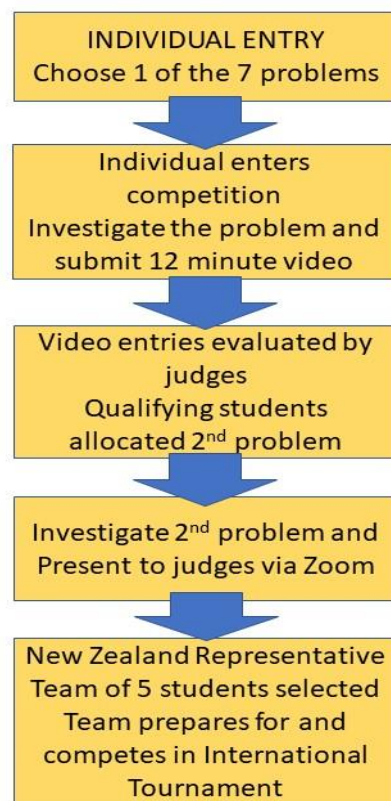 INDIVIDUAL ENTRY
Choose 1 of the 7 problems
Individual enters
competition
Investigate the problem and
submit 12 minute video
Video entries evaluated by
judges
Qualifying students
allocated 2nd problem
Investigate 2nd problem and
Present to judges via Zoom
New Zealand Representative
Team of 5 students selected
Team prepares for and
competes in International
Tournament